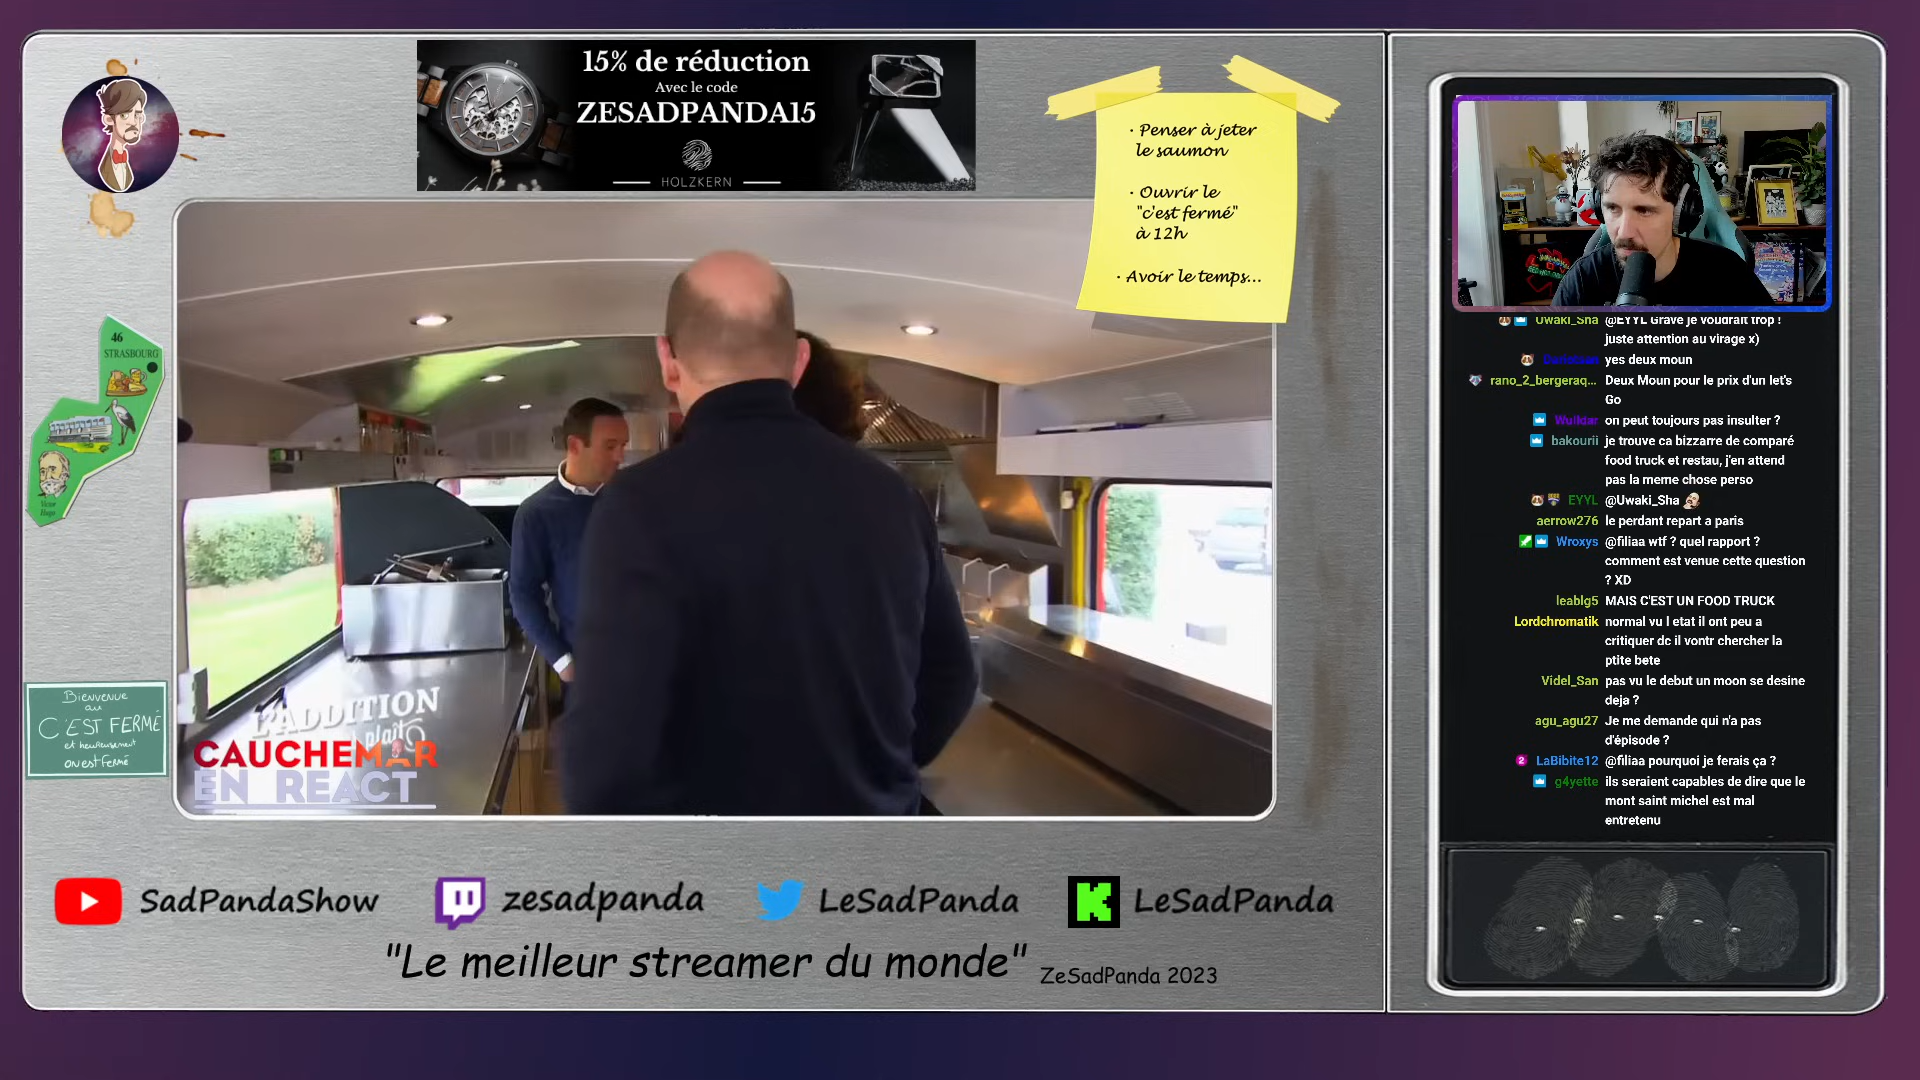 15% de réduction
Avec le code
ZESADPANDA15
HOLZKERN
· Penser à jeter
le saumon
· Ouvrir le
"c'est fermé"
à 12h
· Avoir le temps...
46
STRASBOURG
Victor
Hugo
Bienvenue
au
C'EST FERMÉ
et heureusement
on est fermé
L'ADDITION
s'il plaît
CAUCHEMAR
EN REACT
SadPandaShow
zesadpanda
LeSadPanda
LeSadPanda
"Le meilleur streamer du monde"
ZeSadPanda 2023
Uwaki_Sha @EYYL Grave je voudrait trop !
juste attention au virage x)
yes deux moun
rano_2_bergeraq... Deux Moun pour le prix d'un let's
Go
Wulldar on peut toujours pas insulter ?
bakourii je trouve ca bizzarre de comparé
food truck et restau, j'en attend
pas la meme chose perso
EYYL @Uwaki_Sha
aerrow276 le perdant repart a paris
Wroxys @filiaa wtf ? quel rapport ?
comment est venue cette question
? XD
leablg5 MAIS C'EST UN FOOD TRUCK
Lordchromatik normal vu l etat il ont peu a
critiquer dc il vontr chercher la
ptite bete
Videl_San pas vu le debut un moon se desine
deja ?
agu_agu27 Je me demande qui n'a pas
d'épisode ?
2 LaBibite12 @filiaa pourquoi je ferais ça ?
g4yette ils seraient capables de dire que le
mont saint michel est mal
entretenu